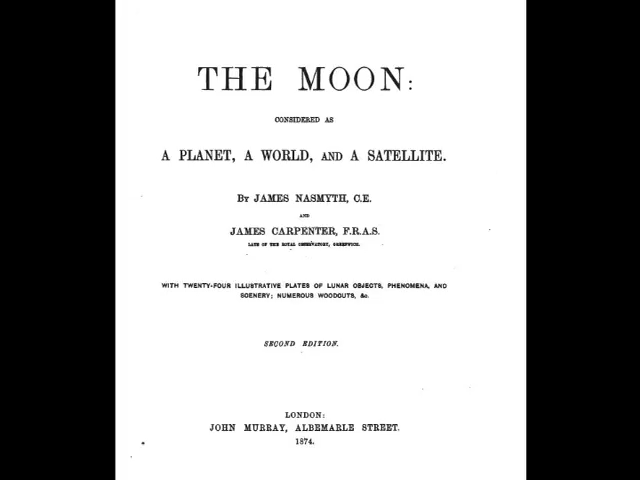 THE MOON:
CONSIDERED AS
A PLANET, A WORLD, AND A SATELLITE.
BY JAMES NASMYTH, C.E.
AND
JAMES CARPENTER, F.R.A.S.
LATE OF THE ROYAL OBSERVATORY, GREENWICH.
WITH TWENTY-FOUR ILLUSTRATIVE PLATES OF LUNAR OBJECTS, PHENOMENA, AND
SCENERY; NUMEROUS WOODCUTS, &c.
SECOND EDITION.
LONDON:
JOHN MURRAY, ALBEMARLE STREET.
1874.